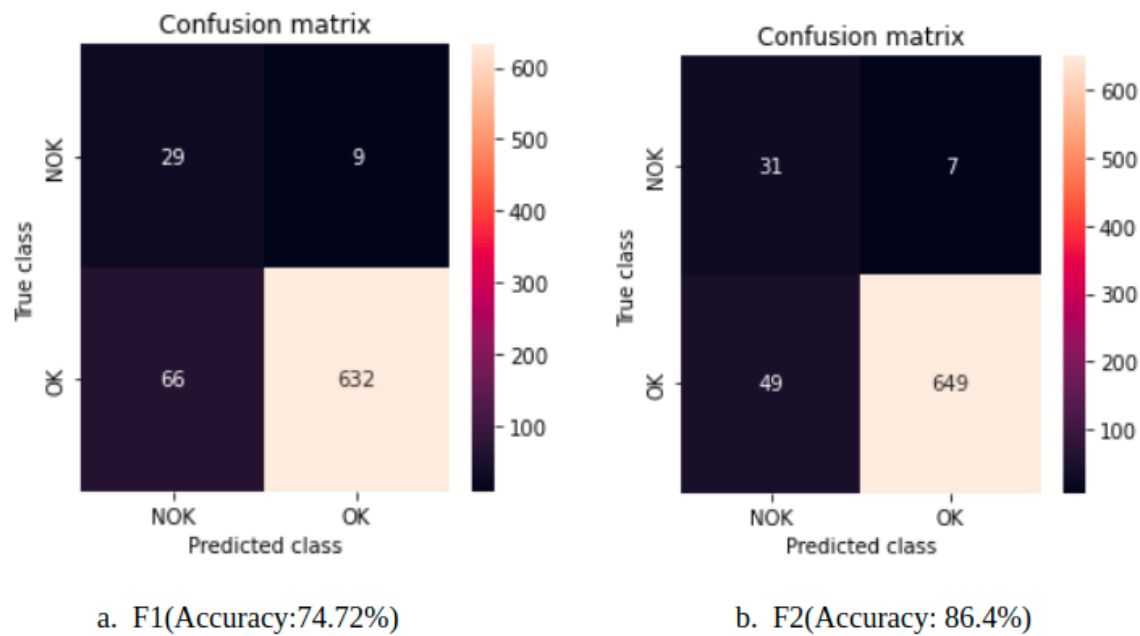 Confusion matrix
600
500
400
300
200
100
NOK
OK
True class
29 9
66 632
NOK OK
Predicted class
a. F1(Accuracy:74.72%)
Confusion matrix
600
500
400
300
200
100
NOK
OK
True class
31 7
49 649
NOK OK
Predicted class
b. F2(Accuracy: 86.4%)